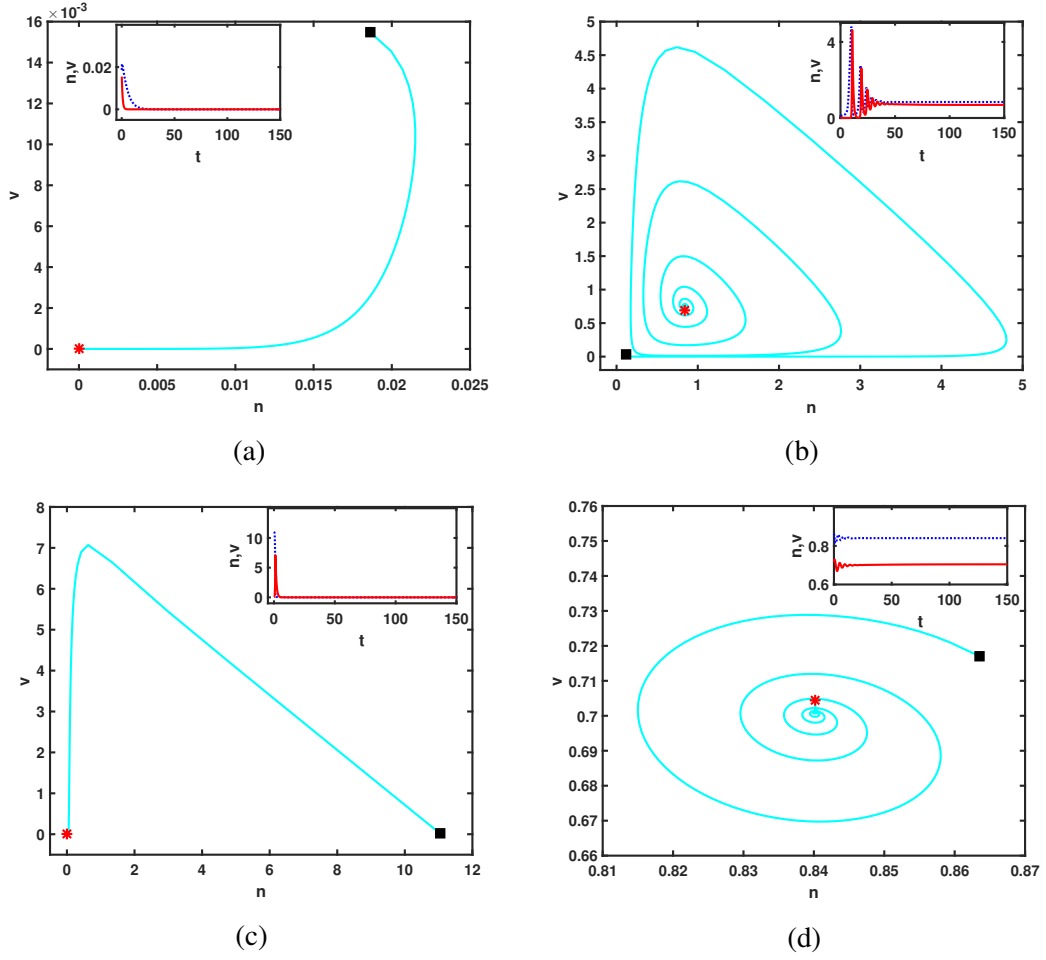 16 × 10⁻³
14
12
10
8
6
4
2
0
v
0 0.005 0.01 0.015 0.02 0.025
n
0.02
0
n,v
0 50 100 150
t
(a)
5
4.5
4
3.5
3
2.5
2
1.5
1
0.5
0
v
0 1 2 3 4 5
n
4
0
n,v
0 50 100 150
t
(b)
8
7
6
5
4
3
2
1
0
v
0 2 4 6 8 10 12
n
10
5
0
n,v
0 50 100 150
t
(c)
0.76
0.75
0.74
0.73
0.72
0.71
0.7
0.69
0.68
0.67
0.66
v
0.81 0.82 0.83 0.84 0.85 0.86 0.87
n
0.8
0.6
n,v
0 50 100 150
t
(d)